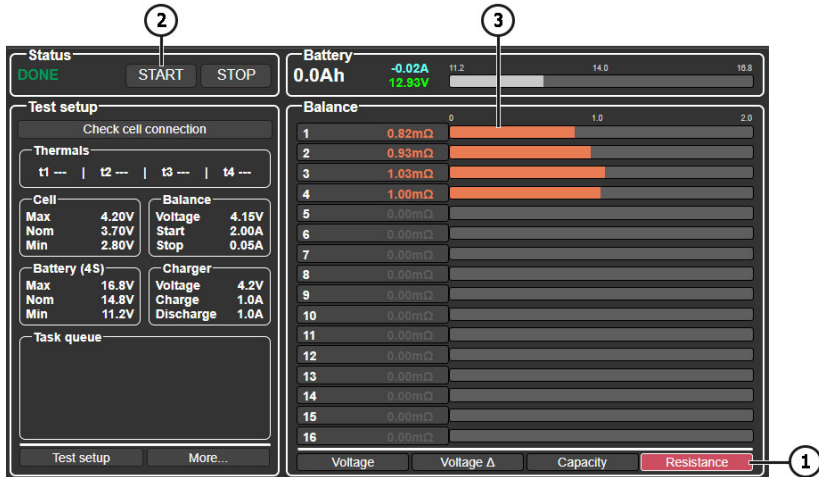 2
3
Status
DONE
START
STOP
Battery
0.0Ah
-0.02A
12.93V
11.2
14.0
16.8
Test setup
Check cell connection
Thermals
t1 --- | t2 --- | t3 --- | t4 ---
Cell
Max 4.20V
Nom 3.70V
Min 2.80V
Balance
Voltage 4.15V
Start 2.00A
Stop 0.05A
Battery (4S)
Max 16.8V
Nom 14.8V
Min 11.2V
Charger
Voltage 4.2V
Charge 1.0A
Discharge 1.0A
Task queue
Test setup
More...
Balance
0 1.0 2.0
1 0.82mΩ
2 0.93mΩ
3 1.03mΩ
4 1.00mΩ
5 0.00mΩ
6 0.00mΩ
7 0.00mΩ
8 0.00mΩ
9 0.00mΩ
10 0.00mΩ
11 0.00mΩ
12 0.00mΩ
13 0.00mΩ
14 0.00mΩ
15 0.00mΩ
16 0.00mΩ
Voltage
Voltage Δ
Capacity
Resistance
1